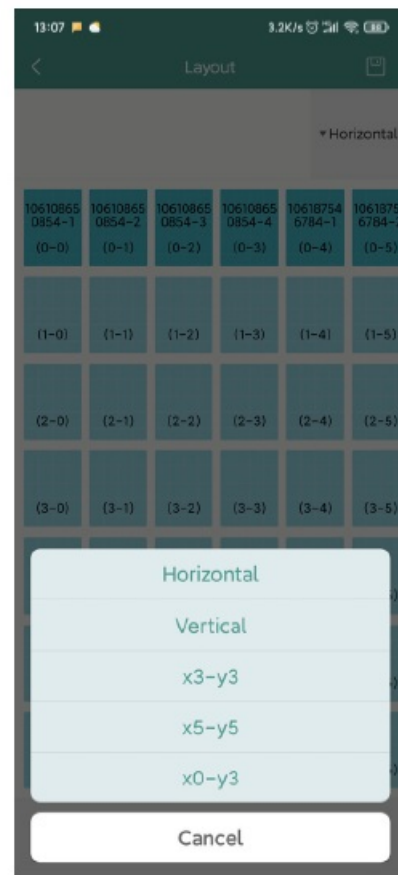 13:07 3.2K/s
Layout
Horizontal
10610865 10610865 10610865 10610865 10618754 106187
0854-1 0854-2 0854-3 0854-4 6784-1 6784-
(0-0) (0-1) (0-2) (0-3) (0-4) (0-5)
(1-0) (1-1) (1-2) (1-3) (1-4) (1-5)
(2-0) (2-1) (2-2) (2-3) (2-4) (2-5)
(3-0) (3-1) (3-2) (3-3) (3-4) (3-5)
Horizontal
Vertical
x3-y3
x5-y5
x0-y3
Cancel